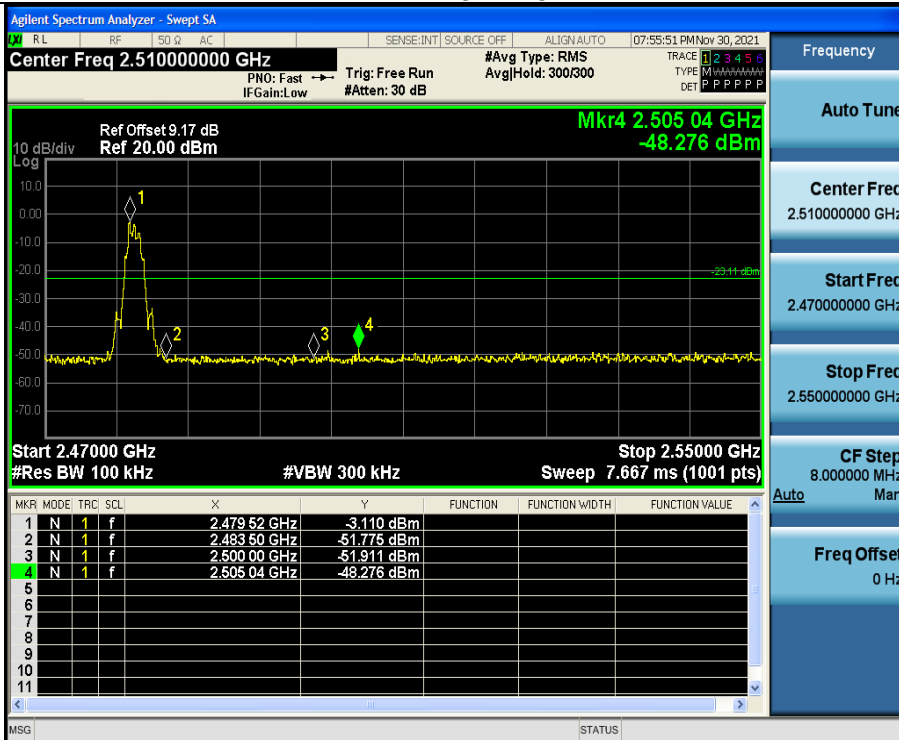 Agilent Spectrum Analyzer - Swept SA
LXI RL RF 50 Ω AC SENSE:INT SOURCE OFF ALIGN AUTO 07:55:51 PM Nov 30, 2021
Center Freq 2.510000000 GHz
PNO: Fast
IFGain:Low
Trig: Free Run
#Atten: 30 dB
#Avg Type: RMS
Avg|Hold: 300/300
TRACE 1 2 3 4 5 6
TYPE M WWWWW
DET P P P P P P
Mkr4 2.505 04 GHz
-48.276 dBm
Ref Offset 9.17 dB
10 dB/div Ref 20.00 dBm
Log
10.0
0.00
-10.0
-20.0
-30.0
-40.0
-50.0
-60.0
-70.0
1
2
3
4
-23.11 dBm
Start 2.47000 GHz Stop 2.55000 GHz
#Res BW 100 kHz #VBW 300 kHz Sweep 7.667 ms (1001 pts)
MKR MODE TRC SCL X Y FUNCTION FUNCTION WIDTH FUNCTION VALUE
1 N 1 f 2.479 52 GHz -3.110 dBm
2 N 1 f 2.483 50 GHz -51.775 dBm
3 N 1 f 2.500 00 GHz -51.911 dBm
4 N 1 f 2.505 04 GHz -48.276 dBm
5
6
7
8
9
10
11
MSG STATUS
Frequency
Auto Tune
Center Freq
2.510000000 GHz
Start Freq
2.470000000 GHz
Stop Freq
2.550000000 GHz
CF Step
8.000000 MHz
Auto Man
Freq Offset
0 Hz